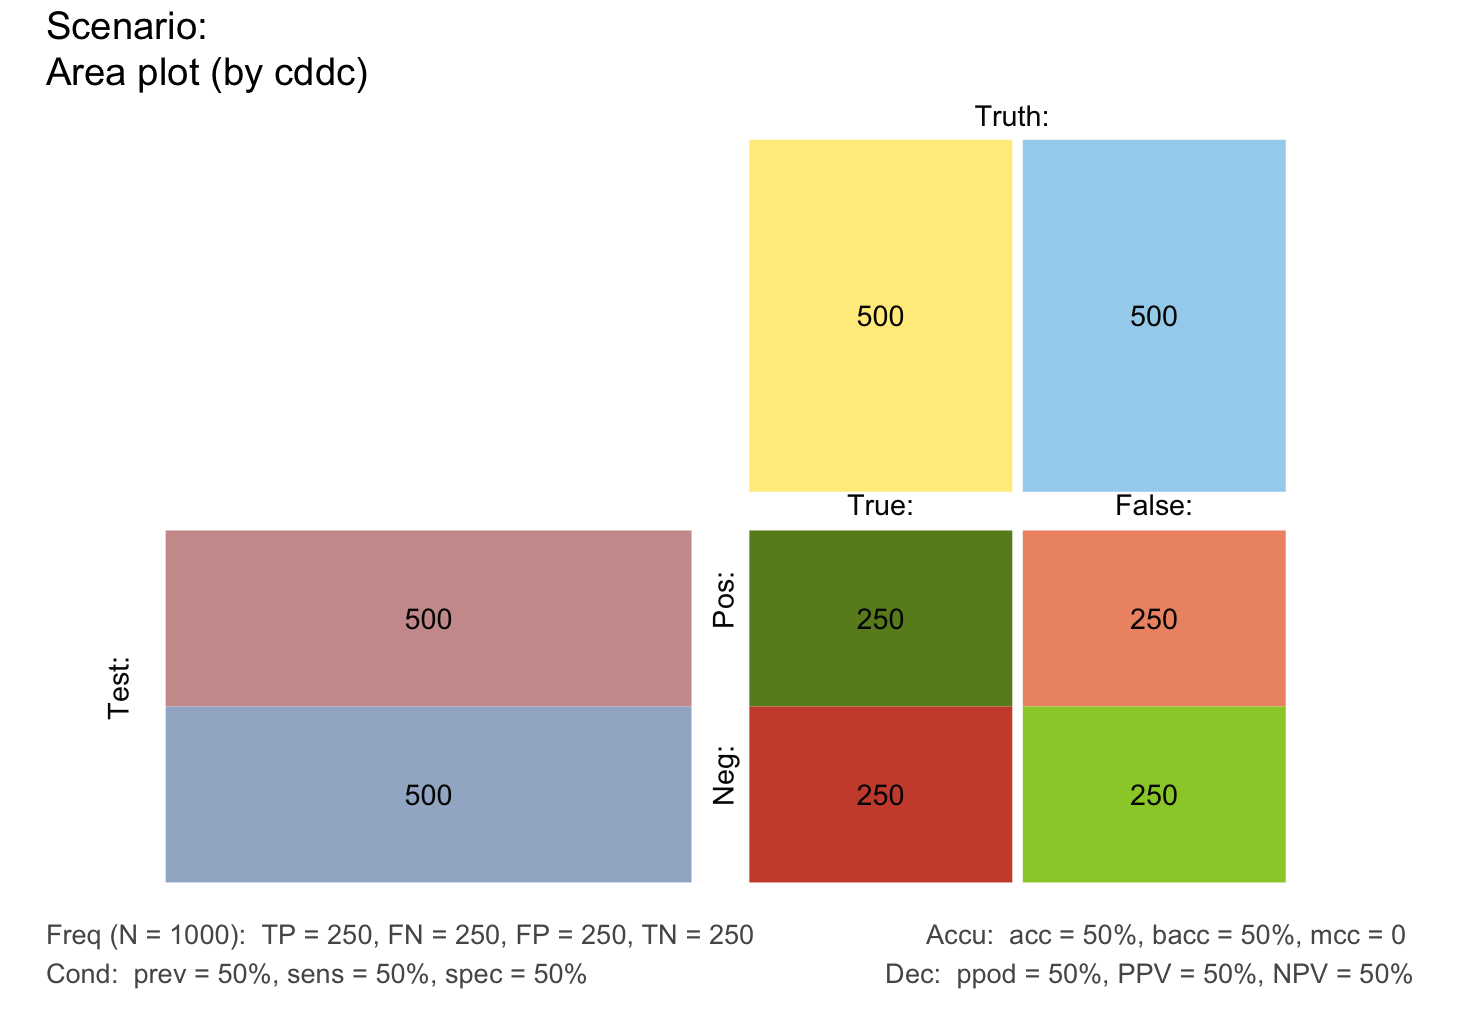 Scenario:
Area plot (by cddc)
Truth:
500 500
True: False:
Test:
500
Pos:
250 250
500
Neg:
250 250
Freq (N = 1000):  TP = 250, FN = 250, FP = 250, TN = 250
Accu:  acc = 50%, bacc = 50%, mcc = 0
Cond:  prev = 50%, sens = 50%, spec = 50%
Dec:  ppod = 50%, PPV = 50%, NPV = 50%